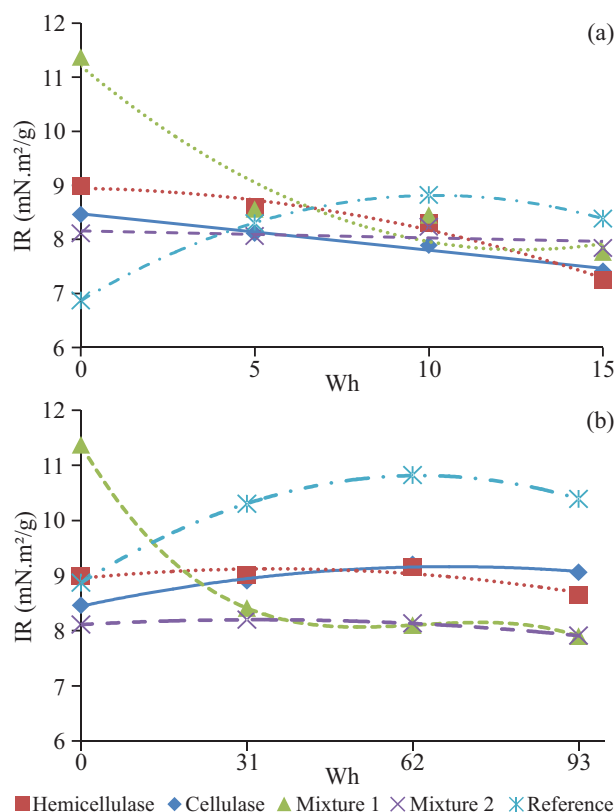 (a)
12
11
10
9
8
7
6
IR (mN.m²/g)
0 5 10 15
Wh
(b)
12
11
10
9
8
7
6
IR (mN.m²/g)
0 31 62 93
Wh
Hemicellulase Cellulase Mixture 1 Mixture 2 Reference